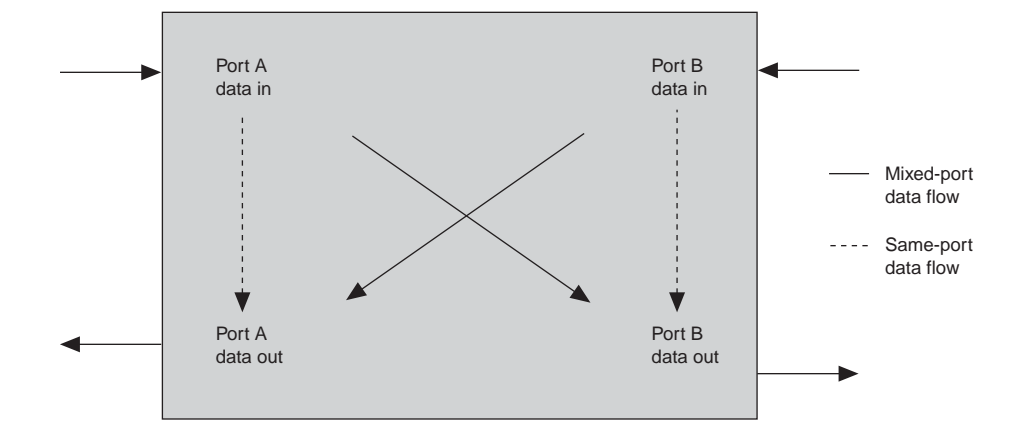 Port A
data in
Port B
data in
Mixed-port
data flow
Same-port
data flow
Port A
data out
Port B
data out